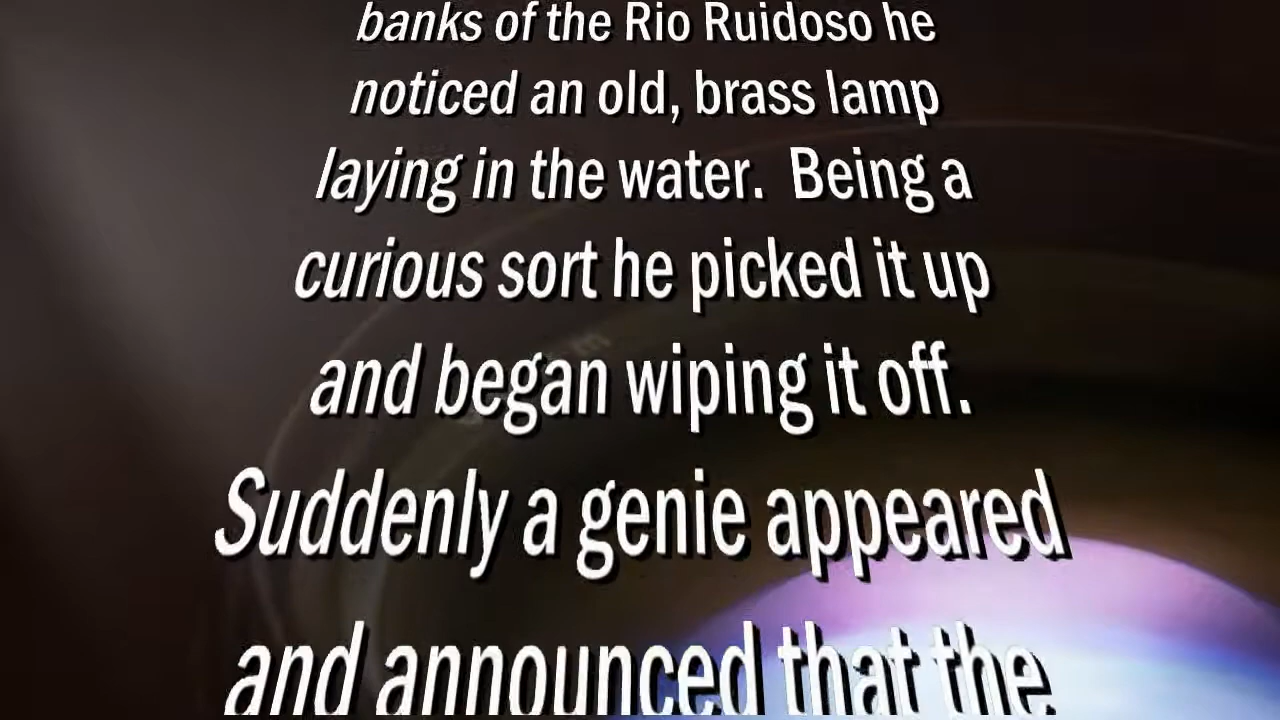 banks of the Rio Ruidoso he
noticed an old, brass lamp
laying in the water.  Being a
curious sort he picked it up
and began wiping it off.
Suddenly a genie appeared
and announced that the